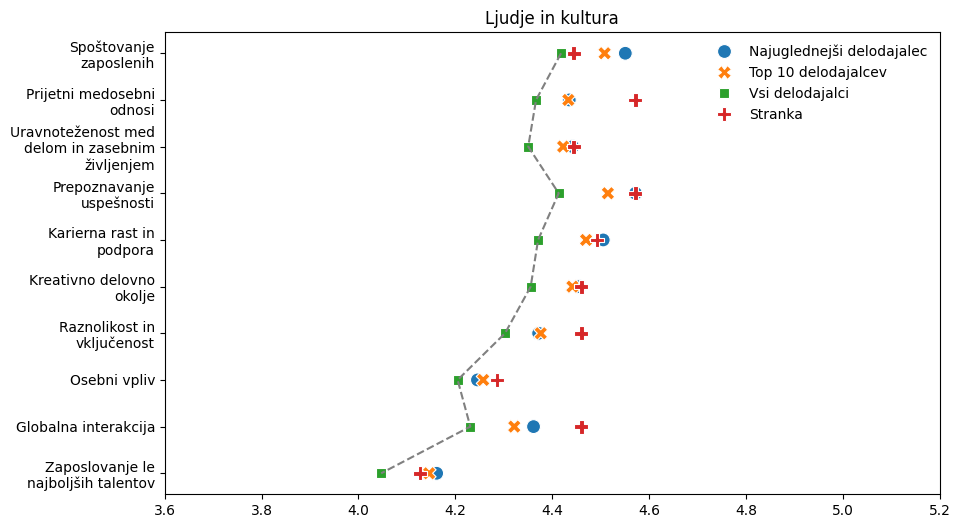 Ljudje in kultura
Spoštovanje
zaposlenih
Prijetni medosebni
odnosi
Uravnoteženost med
delom in zasebnim
življenjem
Prepoznavanje
uspešnosti
Karierna rast in
podpora
Kreativno delovno
okolje
Raznolikost in
vključenost
Osebni vpliv
Globalna interakcija
Zaposlovanje le
najboljših talentov
Najuglednejši delodajalec
Top 10 delodajalcev
Vsi delodajalci
Stranka
3.6 3.8 4.0 4.2 4.4 4.6 4.8 5.0 5.2